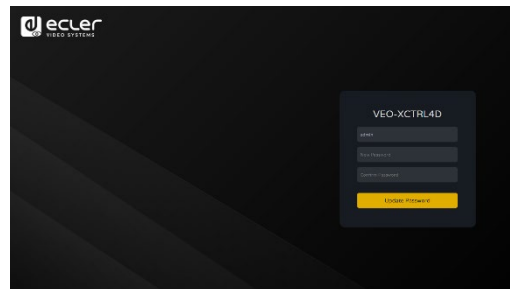 ecler
VIDEO SYSTEMS
VEO-XCTRL4D
admin
New Password
Confirm Password
Update Password